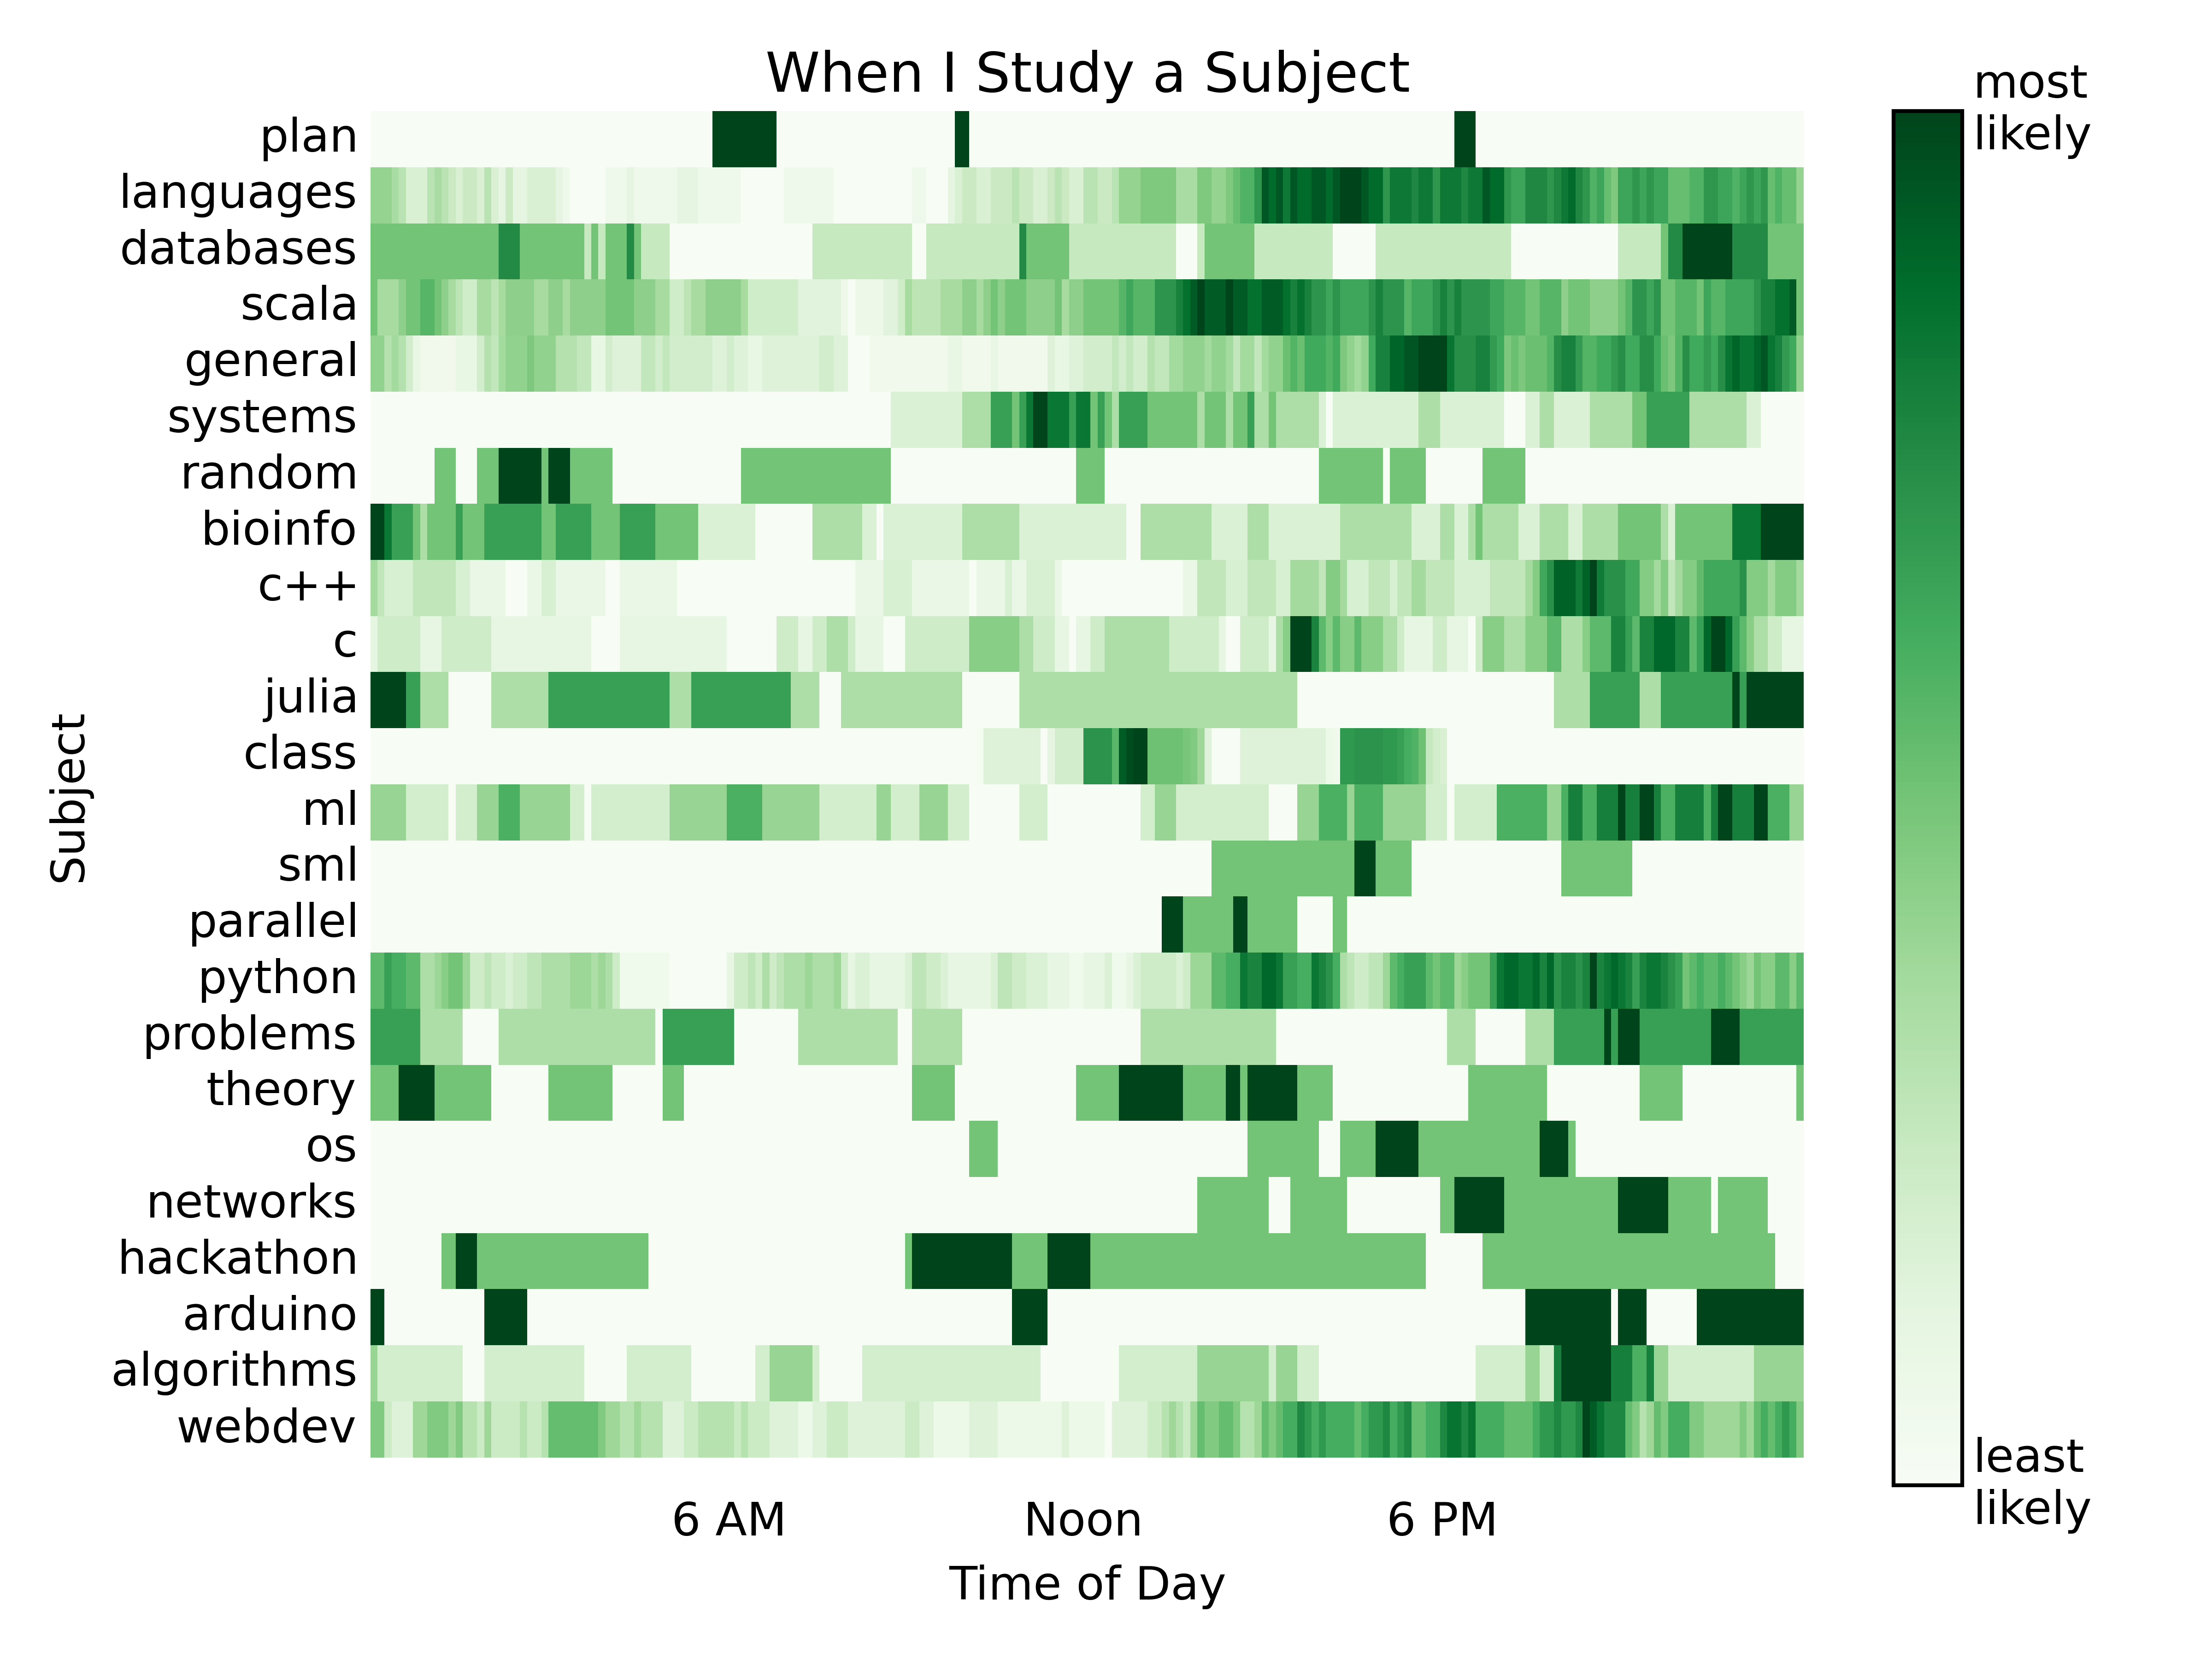 When I Study a Subject
most
likely
plan
languages
databases
scala
general
systems
random
bioinfo
c++
c
julia
class
ml
sml
parallel
python
problems
theory
os
networks
hackathon
arduino
algorithms
webdev
Subject
least
likely
6 AM
Noon
6 PM
Time of Day